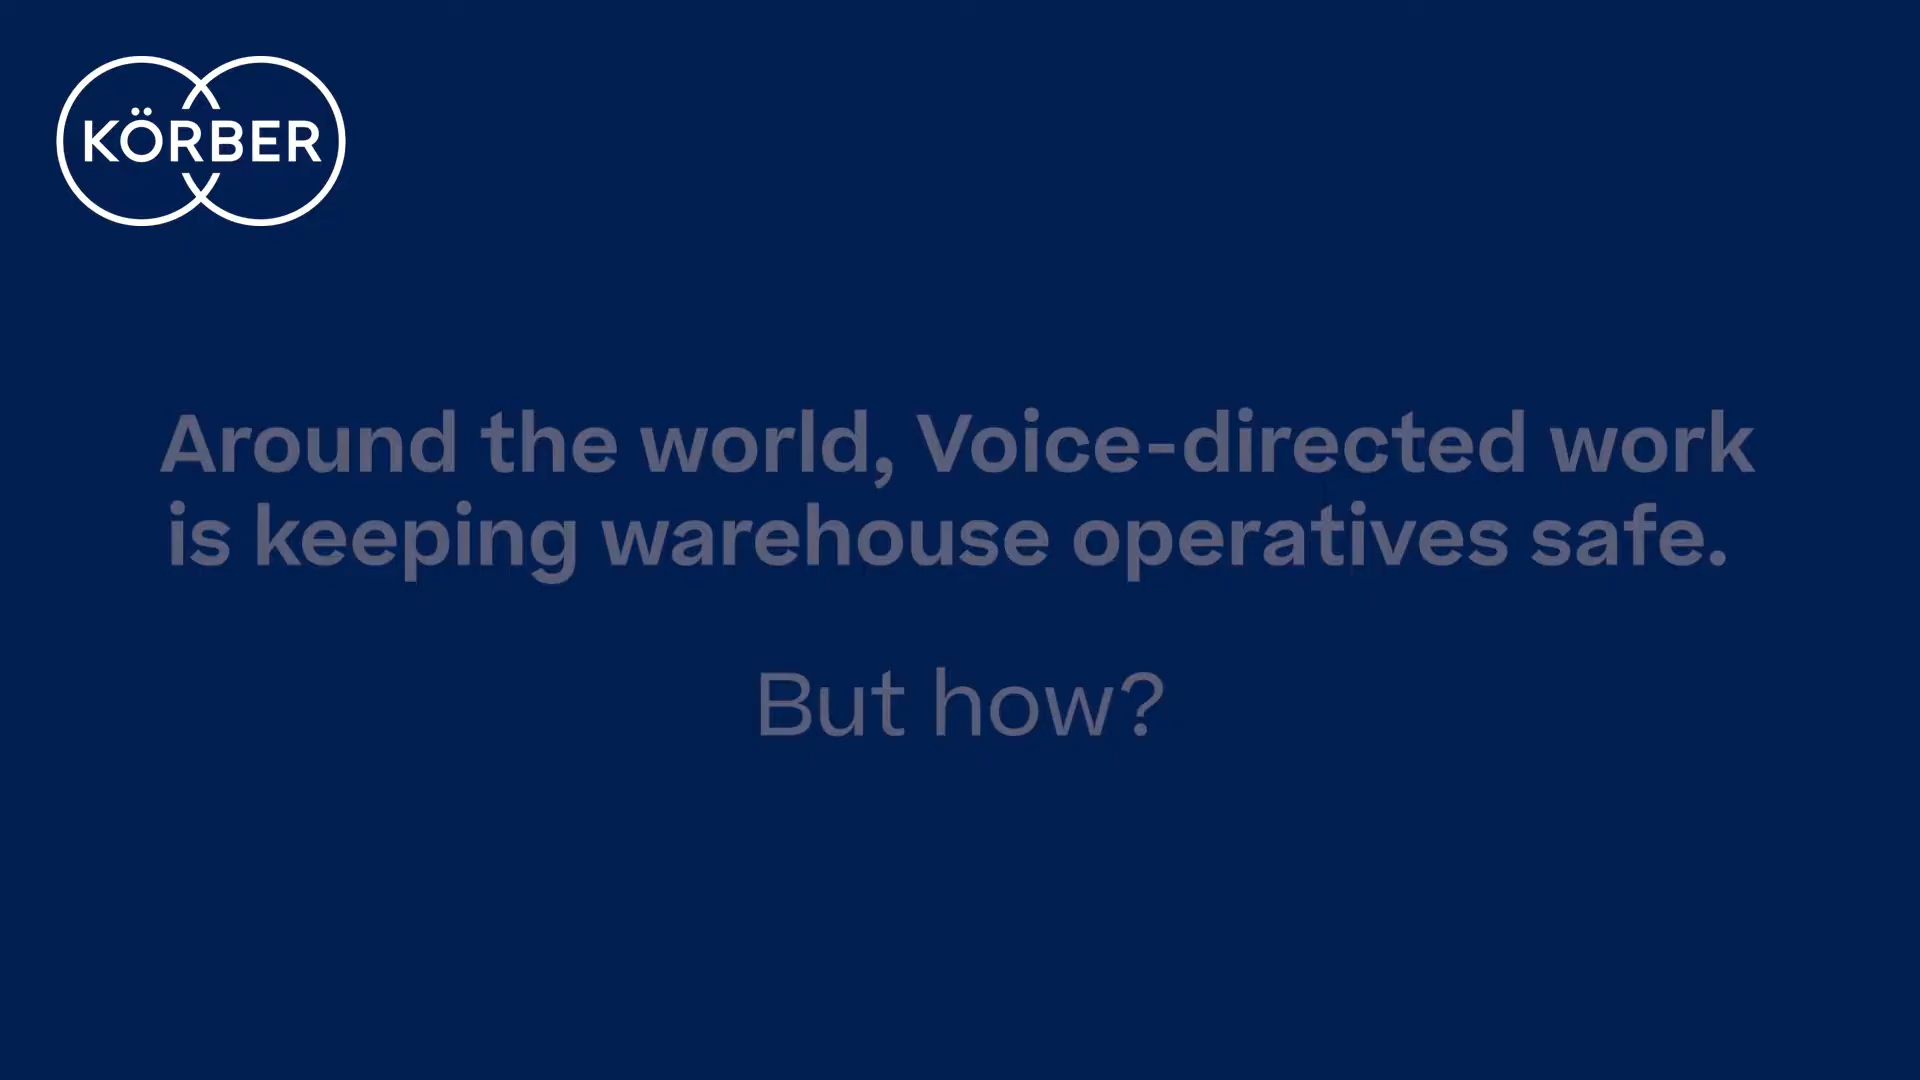 KÖRBER
Around the world, Voice-directed work
is keeping warehouse operatives safe.
But how?